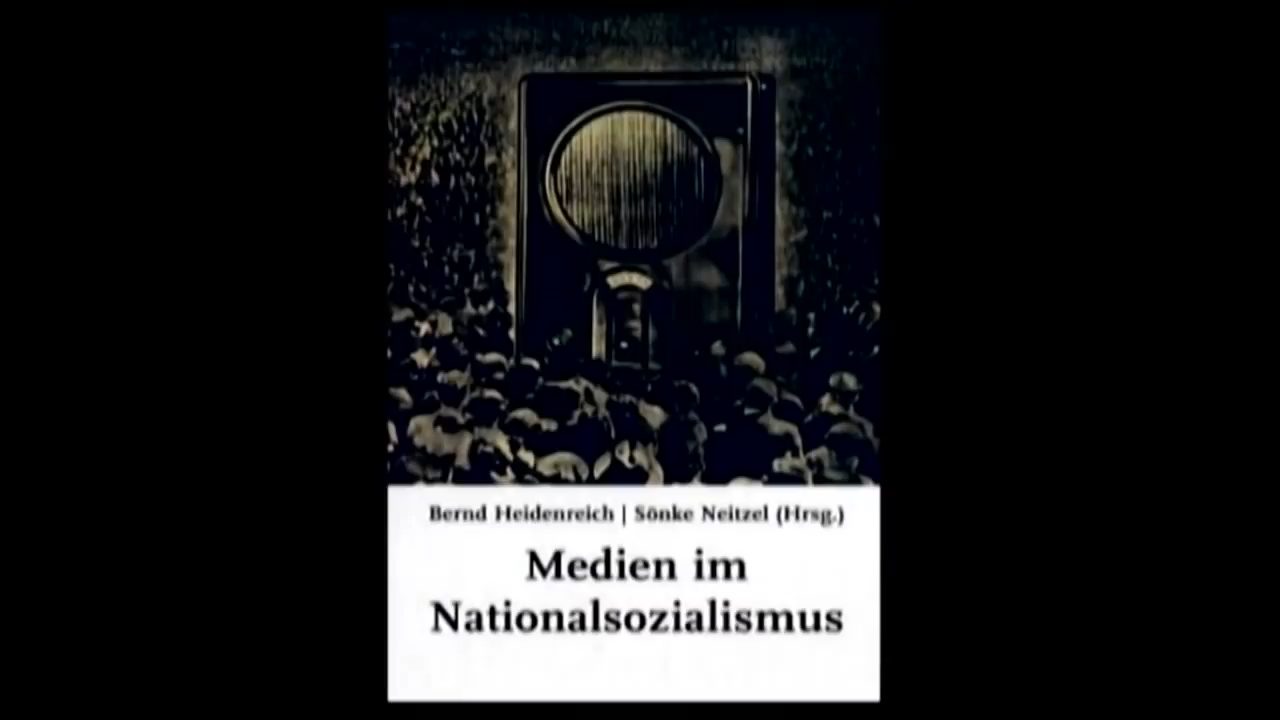 Bernd Heidenreich | Sönke Neitzel (Hrsg.)
Medien im
Nationalsozialismus